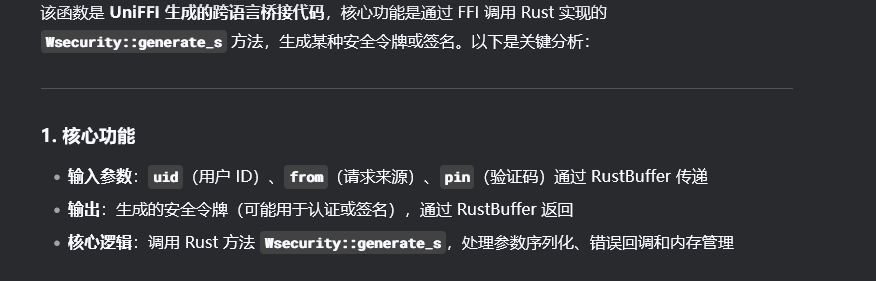 该函数是 UniFFI 生成的跨语言桥接代码，核心功能是通过 FFI 调用 Rust 实现的
Wsecurity::generate_s 方法，生成某种安全令牌或签名。以下是关键分析：
1. 核心功能
• 输入参数：uid（用户 ID）、from（请求来源）、pin（验证码）通过 RustBuffer 传递
• 输出：生成的安全令牌（可能用于认证或签名），通过 RustBuffer 返回
• 核心逻辑：调用 Rust 方法 Wsecurity::generate_s，处理参数序列化、错误回调和内存管理